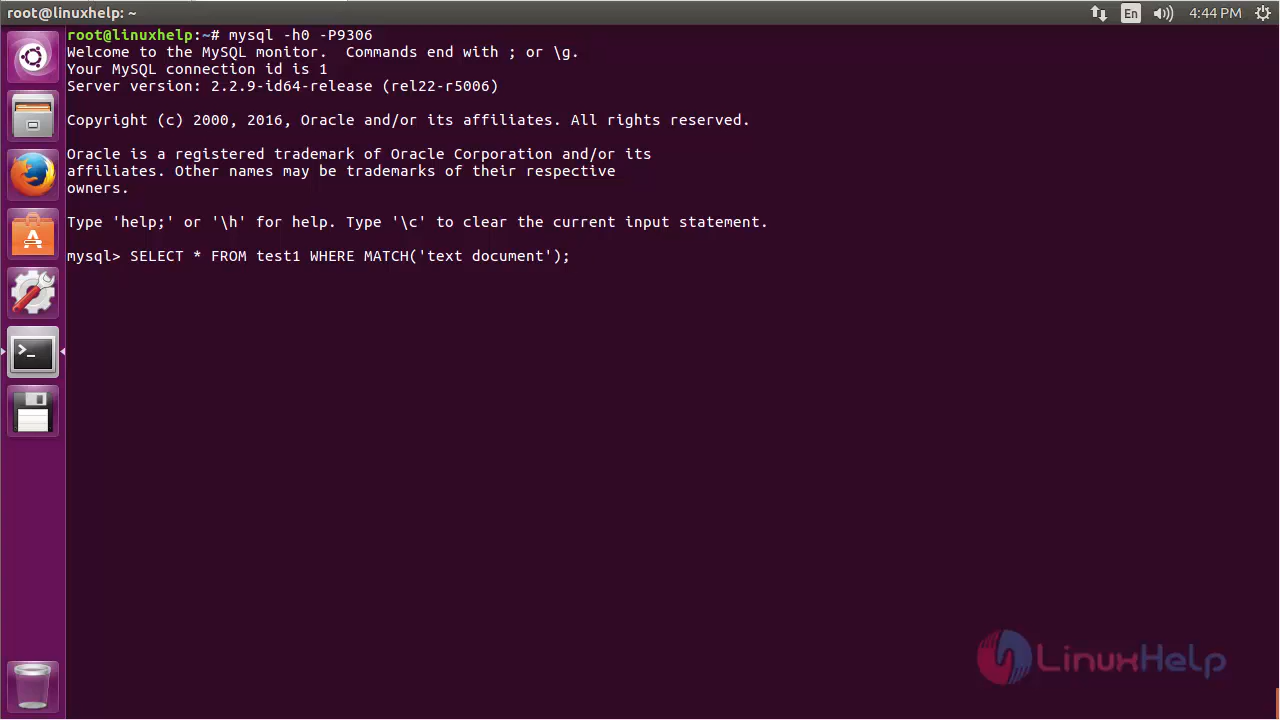 root@linuxhelp: ~
En
4:44 PM
root@linuxhelp:~# mysql -h0 -P9306
Welcome to the MySQL monitor.  Commands end with ; or \g.
Your MySQL connection id is 1
Server version: 2.2.9-id64-release (rel22-r5006)
Copyright (c) 2000, 2016, Oracle and/or its affiliates. All rights reserved.
Oracle is a registered trademark of Oracle Corporation and/or its
affiliates. Other names may be trademarks of their respective
owners.
Type 'help;' or '\h' for help. Type '\c' to clear the current input statement.
mysql> SELECT * FROM test1 WHERE MATCH('text document');
LinuxHelp